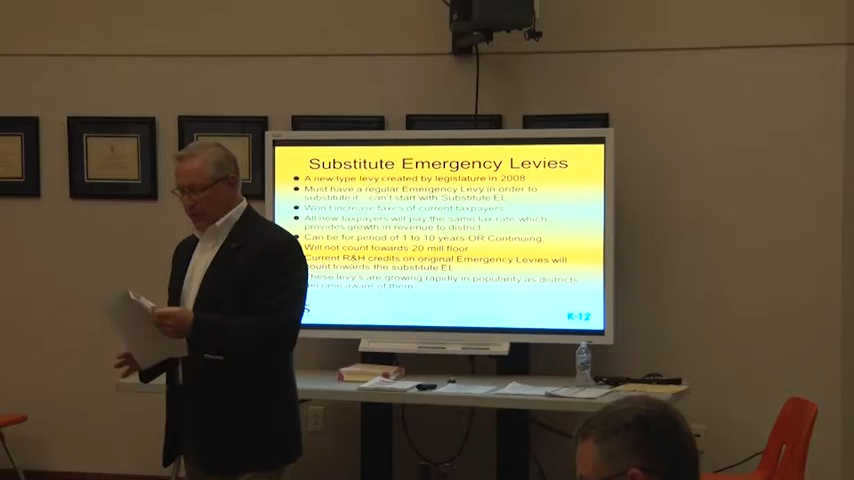 Substitute Emergency Levies
A new type levy created by legislature in 2008
Must have a regular Emergency Levy in order to
substitute it can't start with Substitute EL
Won't increase taxes of current taxpayers
All new taxpayers will pay the same tax rate which
provides growth in revenue to district
Can be for period of 1 to 10 years OR Continuing
Will not count towards 20 mill floor
Current R&H credits on original Emergency Levies will
count towards the substitute EL
These levy's are growing rapidly in popularity as districts
become aware of them
K-12